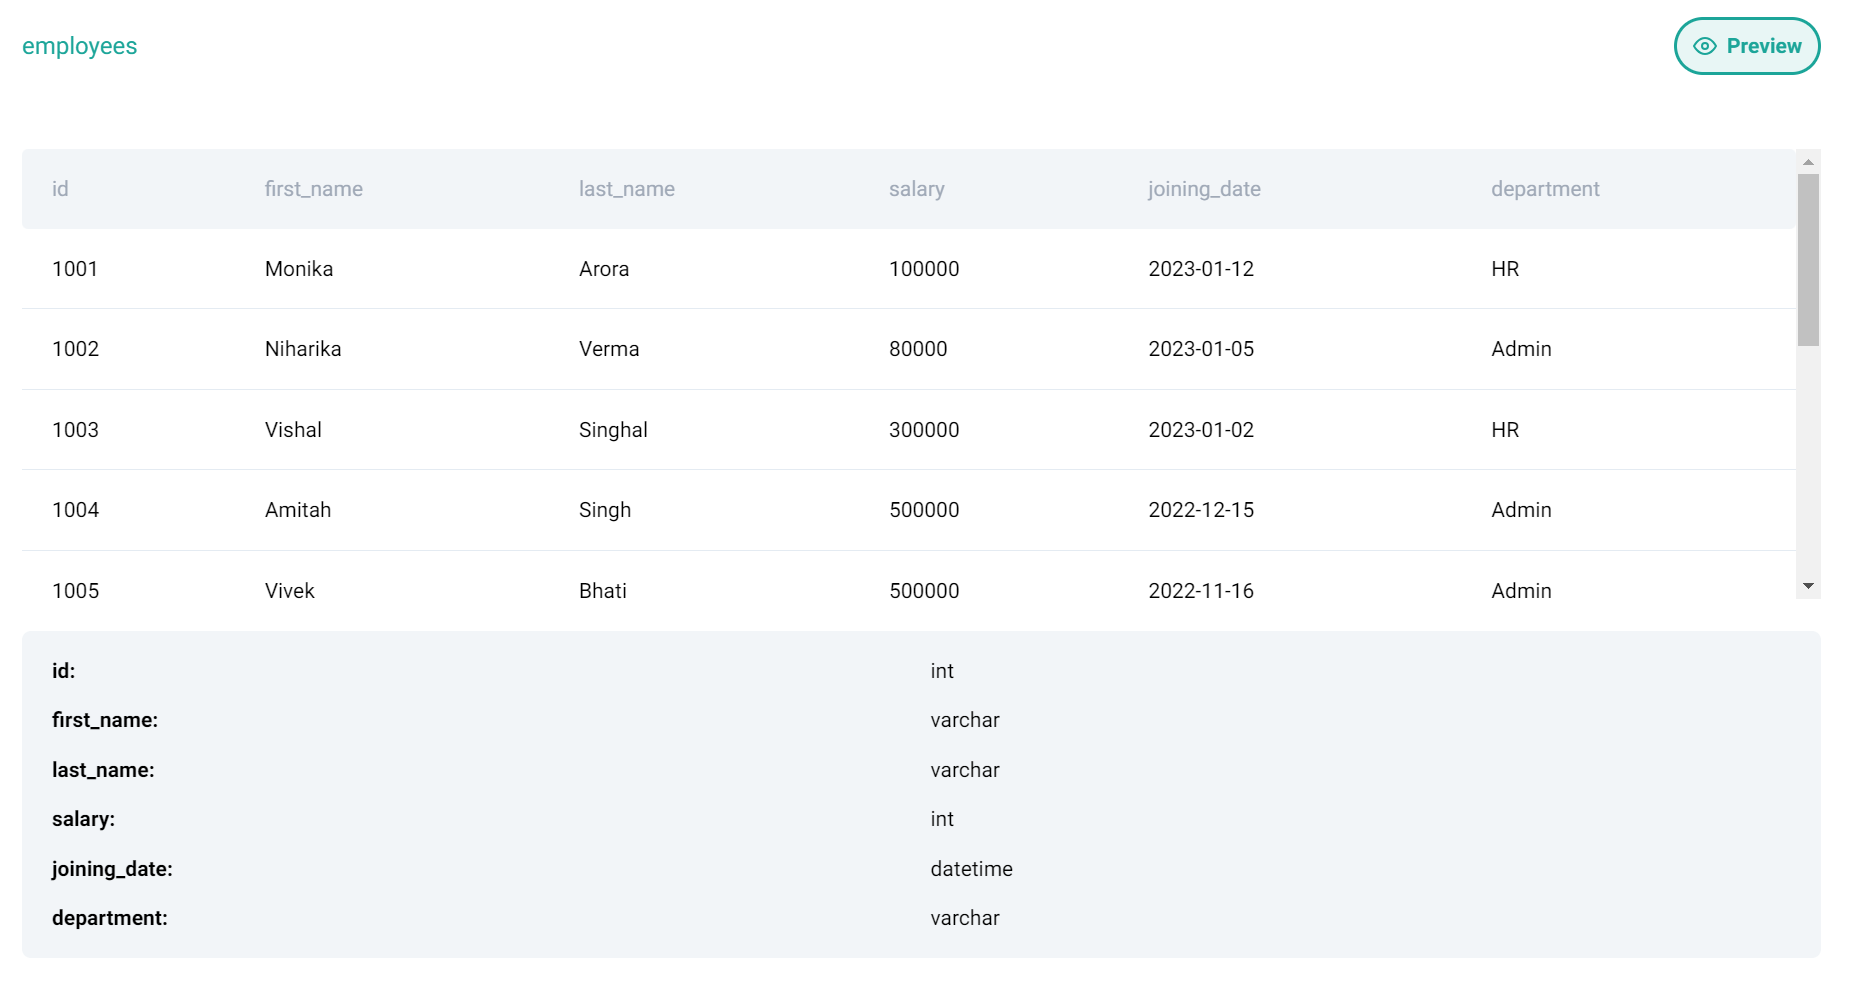 employees
Preview
id first_name last_name salary joining_date department
1001 Monika Arora 100000 2023-01-12 HR
1002 Niharika Verma 80000 2023-01-05 Admin
1003 Vishal Singhal 300000 2023-01-02 HR
1004 Amitah Singh 500000 2022-12-15 Admin
1005 Vivek Bhati 500000 2022-11-16 Admin
id: int
first_name: varchar
last_name: varchar
salary: int
joining_date: datetime
department: varchar